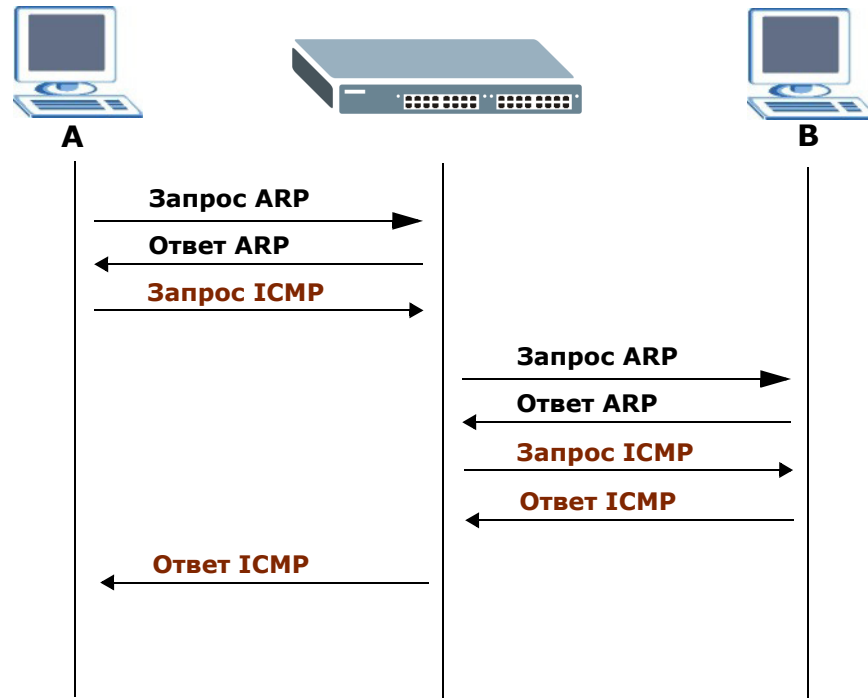 A
B
Запрос ARP
Ответ ARP
Запрос ICMP
Запрос ARP
Ответ ARP
Запрос ICMP
Ответ ICMP
Ответ ICMP